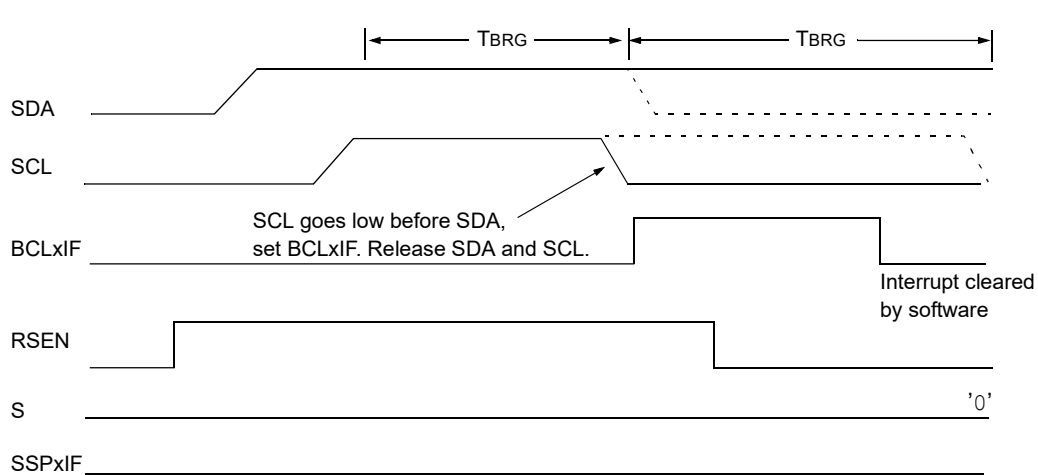 TBRG TBRG
SDA
SCL
SCL goes low before SDA,
set BCLxIF. Release SDA and SCL.
BCLxIF
Interrupt cleared
by software
RSEN
S
'0'
SSPxIF